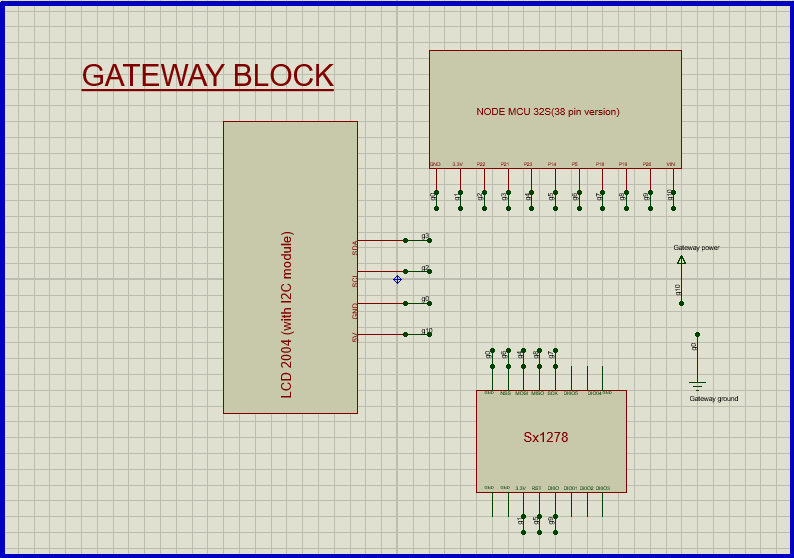 GATEWAY BLOCK
NODE MCU 32S(38 pin version)
GND 3.3V P22 P21 P23 P14 P5 P18 P19 P26 VIN
g0 g1 g2 g3 g4 g5 g6 g7 g8 g9 g10
LCD 2004 (with I2C module)
SDA g3
SCL g2
GND g0
5V g10
Gateway power
g10
g0
Gateway ground
g0 g6 g4 g8 g7
GND NSS MOSI MISO SCK DIO5 DIO4 GND
Sx1278
GND GND 3.3V RST DIO0 DIO1 DIO2 DIO3
g1 g5 g9